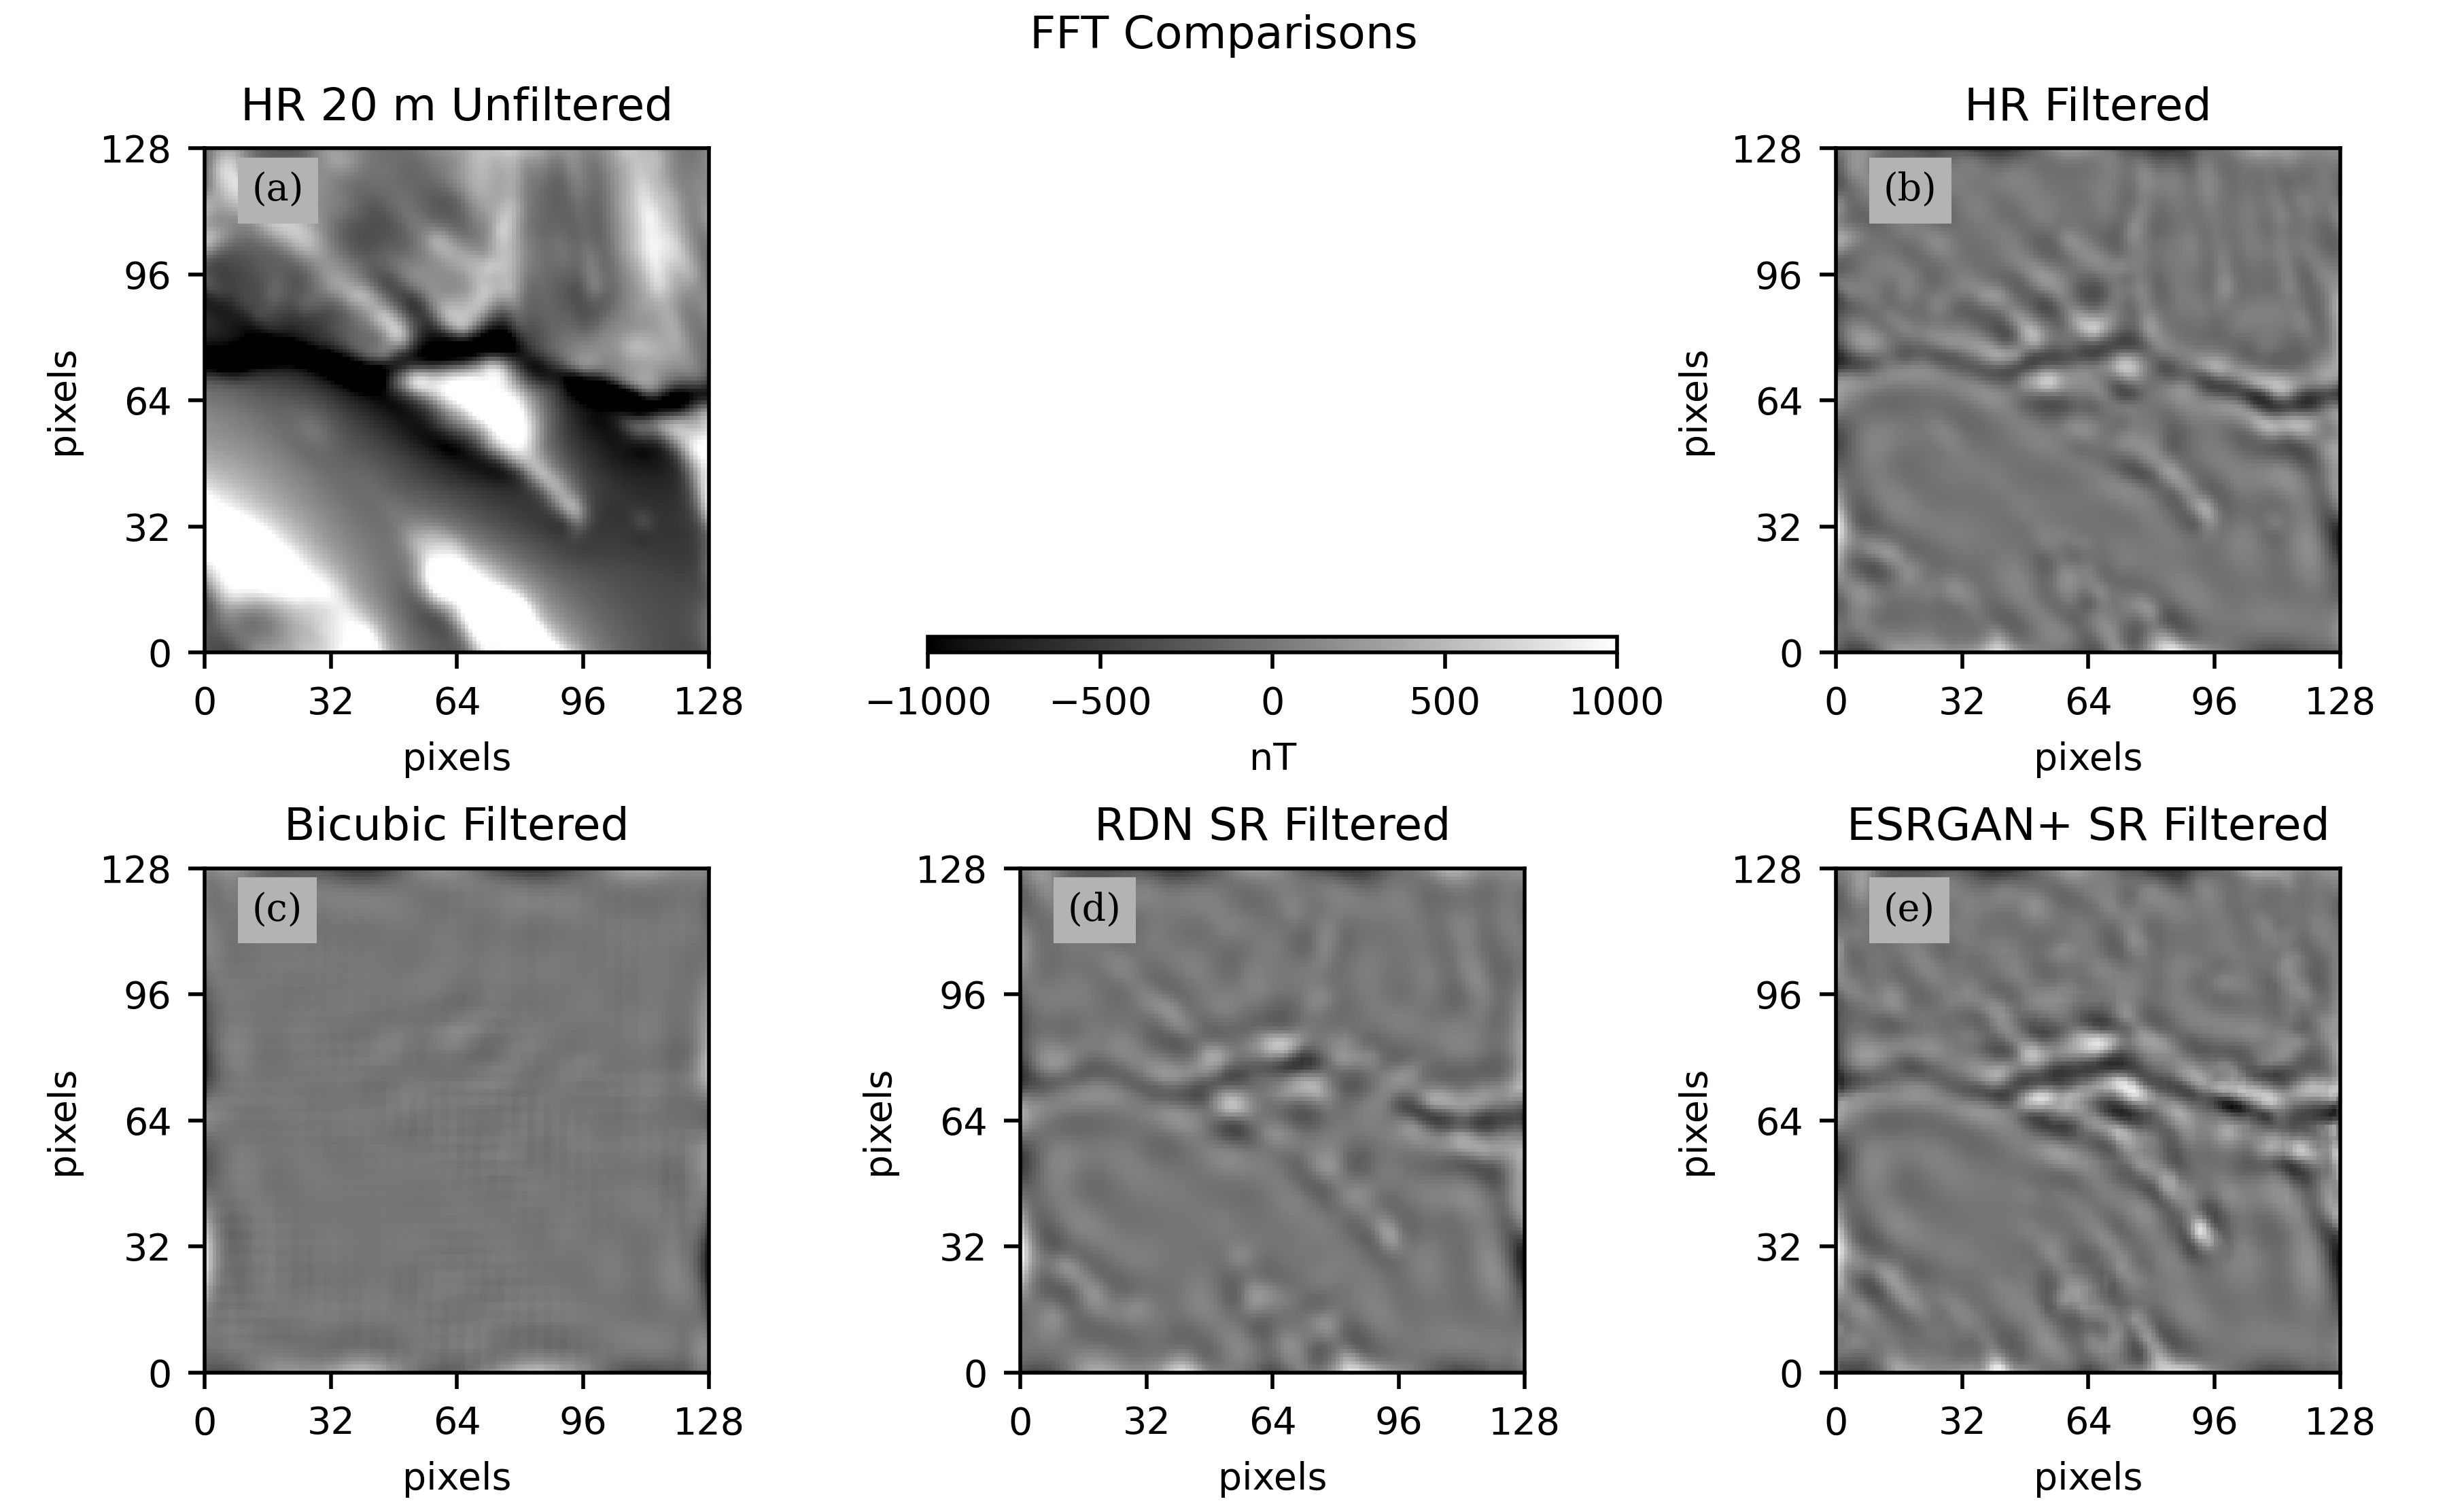 FFT Comparisons
HR 20 m Unfiltered
HR Filtered
(a)
128
96
64
32
0
pixels
0 32 64 96 128
pixels
−1000 −500 0 500 1000
nT
(b)
128
96
64
32
0
pixels
0 32 64 96 128
pixels
Bicubic Filtered
(c)
128
96
64
32
0
pixels
0 32 64 96 128
pixels
RDN SR Filtered
(d)
128
96
64
32
0
pixels
0 32 64 96 128
pixels
ESRGAN+ SR Filtered
(e)
128
96
64
32
0
pixels
0 32 64 96 128
pixels